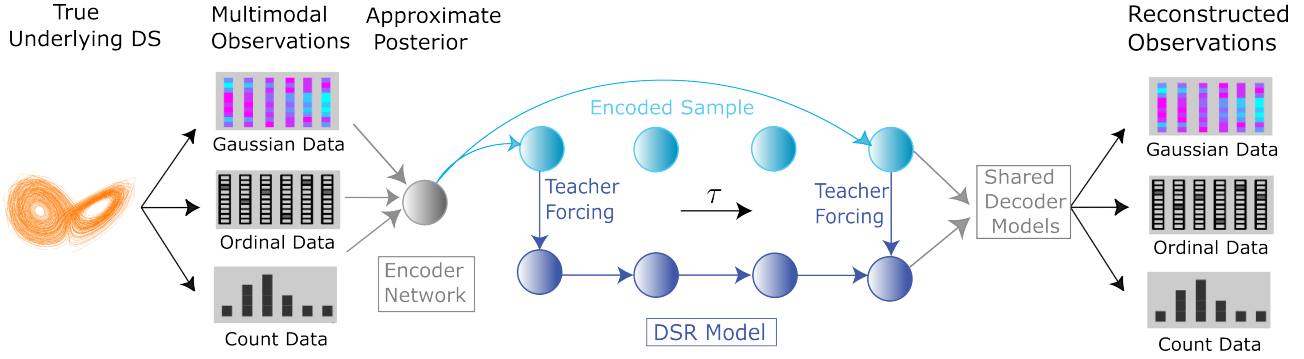 True
Underlying DS
Multimodal
Observations
Approximate
Posterior
Reconstructed
Observations
Encoded Sample
Gaussian Data
Ordinal Data
Count Data
Encoder
Network
Teacher
Forcing
τ
Teacher
Forcing
DSR Model
Shared
Decoder
Models
Gaussian Data
Ordinal Data
Count Data